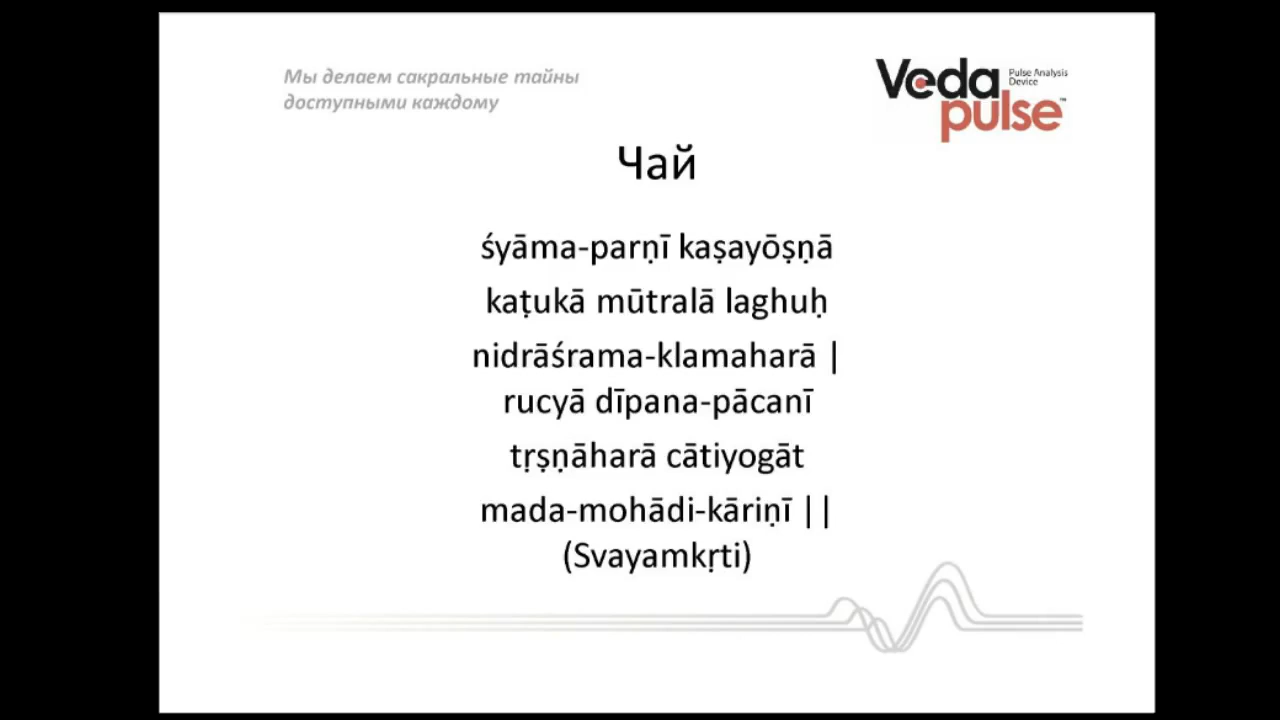 Мы делаем сакральные тайны
доступными каждому
Veda
pulse™
Pulse Analysis
Device
Чай
śyāma-parṇī kaṣayōṣṇā
kaṭukā mūtralā laghuḥ
nidrāśrama-klamaharā |
rucyā dīpana-pācanī
tṛṣṇāharā cātiyogāt
mada-mohādi-kāriṇī ||
(Svayamkṛti)